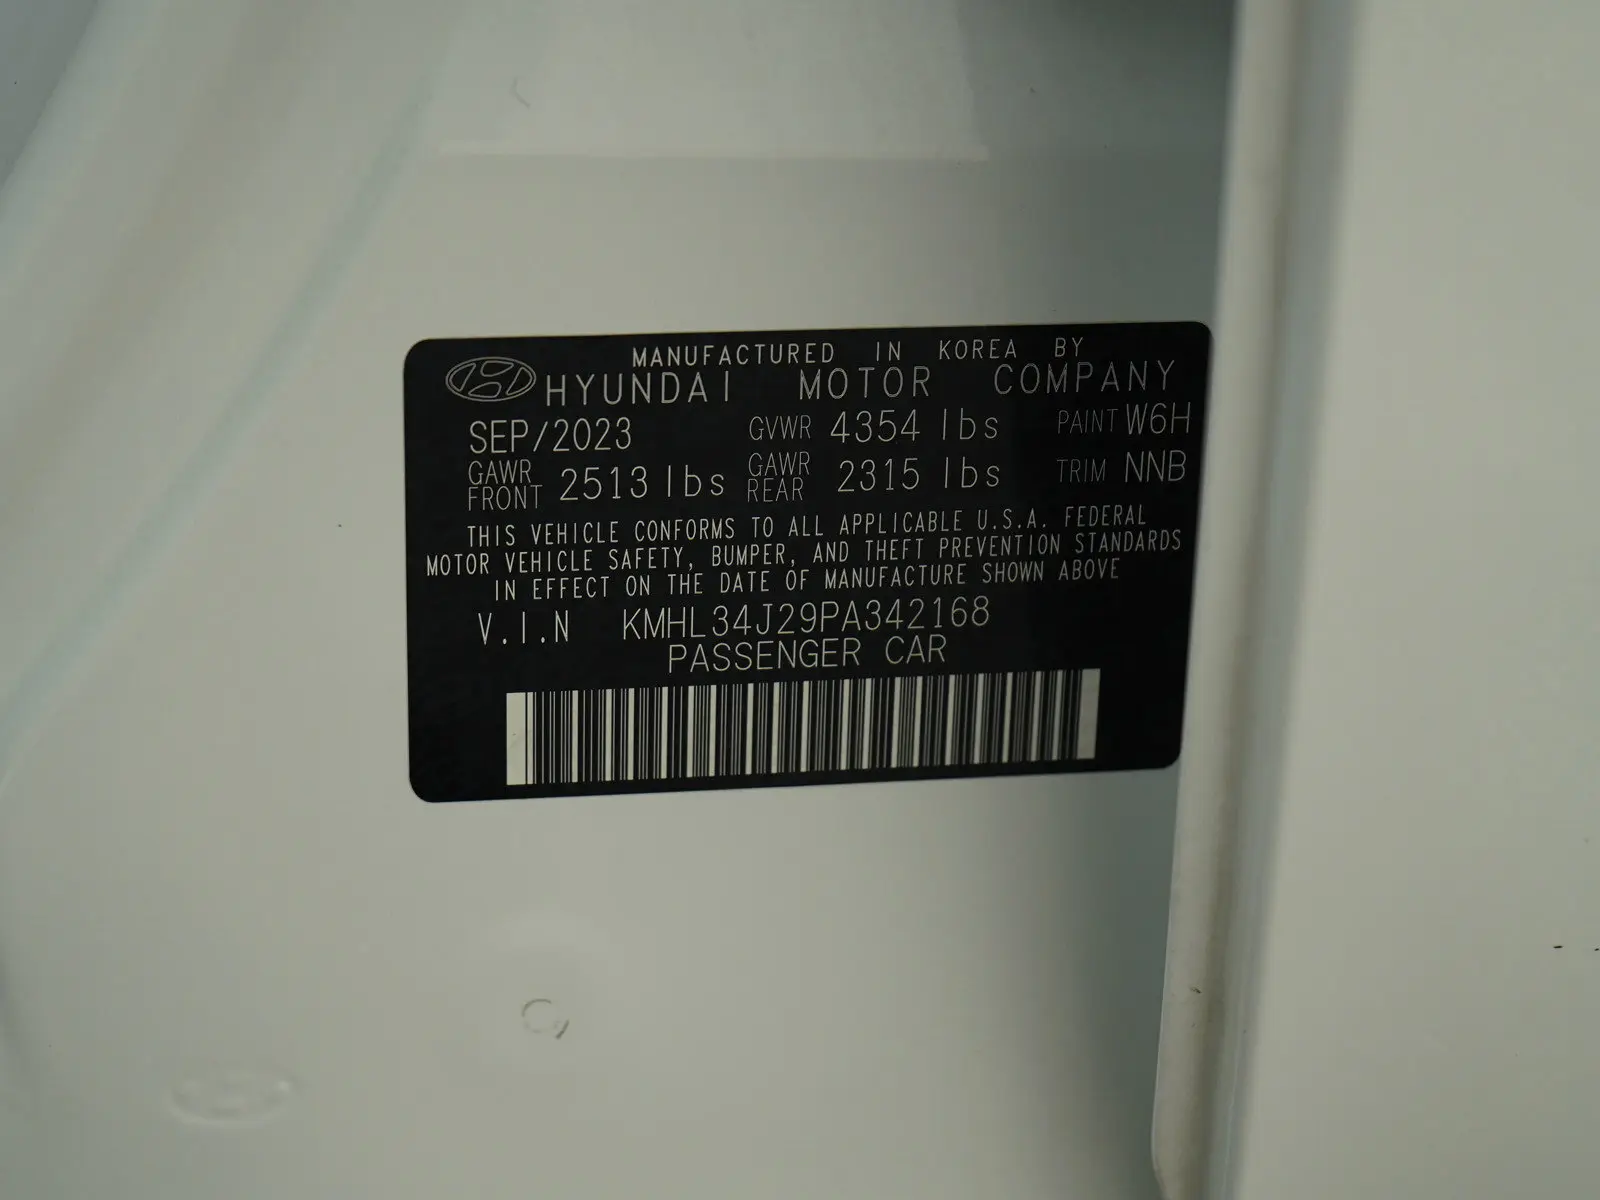 MANUFACTURED IN KOREA BY
HYUNDAI MOTOR COMPANY
SEP/2023 GVWR 4354 lbs PAINT W6H
GAWR FRONT 2513 lbs GAWR REAR 2315 lbs TRIM NNB
THIS VEHICLE CONFORMS TO ALL APPLICABLE U.S.A. FEDERAL
MOTOR VEHICLE SAFETY, BUMPER, AND THEFT PREVENTION STANDARDS
IN EFFECT ON THE DATE OF MANUFACTURE SHOWN ABOVE
V.I.N KMHL34J29PA342168
PASSENGER CAR